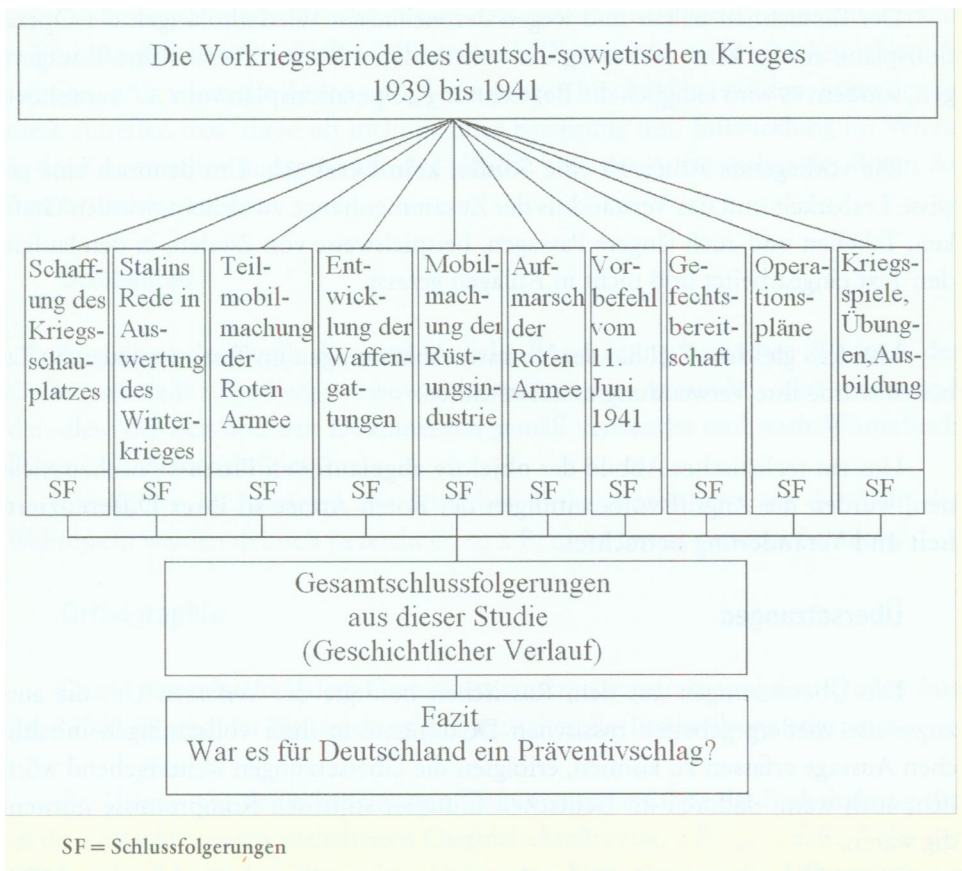 Die Vorkriegsperiode des deutsch-sowjetischen Krieges
1939 bis 1941
Schaff-
ung des
Kriegs-
schau-
platzes
Stalins
Rede in
Aus-
wertung
des
Winter-
krieges
Teil-
mobil-
machung
der
Roten
Armee
Ent-
wick-
lung der
Waffen-
gat-
tungen
Mobil-
mach-
ung der
Rüst-
ungsin-
dustrie
Auf-
marsch
der
Roten
Armee
Vor-
befehl
vom
11.
Juni
1941
Ge-
fechts-
bereit-
schaft
Opera-
tions-
pläne
Kriegs-
spiele,
Übung-
en,Aus-
bildung
SF SF SF SF SF SF SF SF SF SF
Gesamtschlussfolgerungen
aus dieser Studie
(Geschichtlicher Verlauf)
Fazit
War es für Deutschland ein Präventivschlag?
SF = Schlussfolgerungen